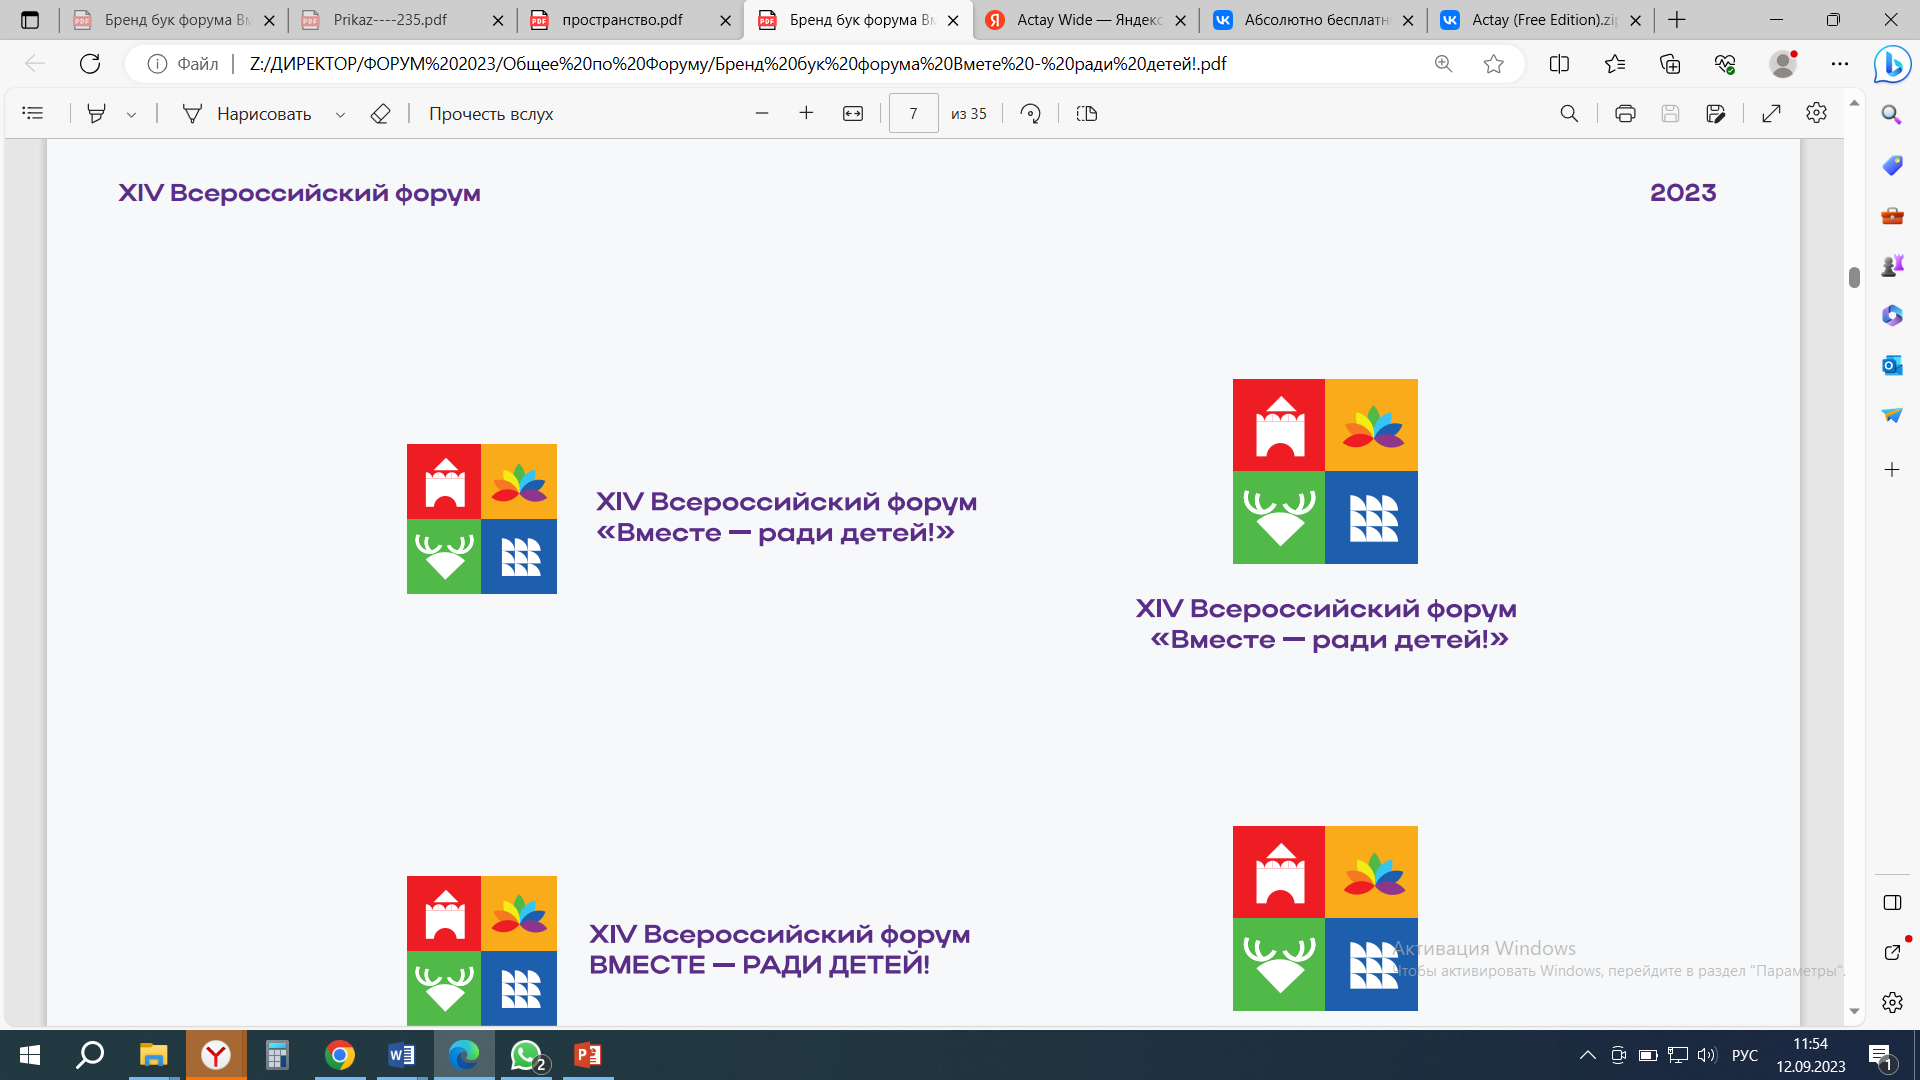 Бренд бук форума Вм
Prikaz----235.pdf
пространство.pdf
Бренд бук форума Вм
Actay Wide — Яндекс
Абсолютно бесплатн
Actay (Free Edition).zip
Файл
Z:/ДИРЕКТОР/ФОРУМ%202023/Общее%20по%20Форуму/Бренд%20бук%20форума%20Вмете%20-%20ради%20детей!.pdf
Нарисовать
Прочесть вслух
7
из 35
XIV Всероссийский форум
2023
XIV Всероссийский форум
«Вместе — ради детей!»
XIV Всероссийский форум
«Вместе — ради детей!»
XIV Всероссийский форум
ВМЕСТЕ — РАДИ ДЕТЕЙ!
Активация Windows
Чтобы активировать Windows, перейдите в раздел "Параметры".
2
РУС
11:54
12.09.2023
1